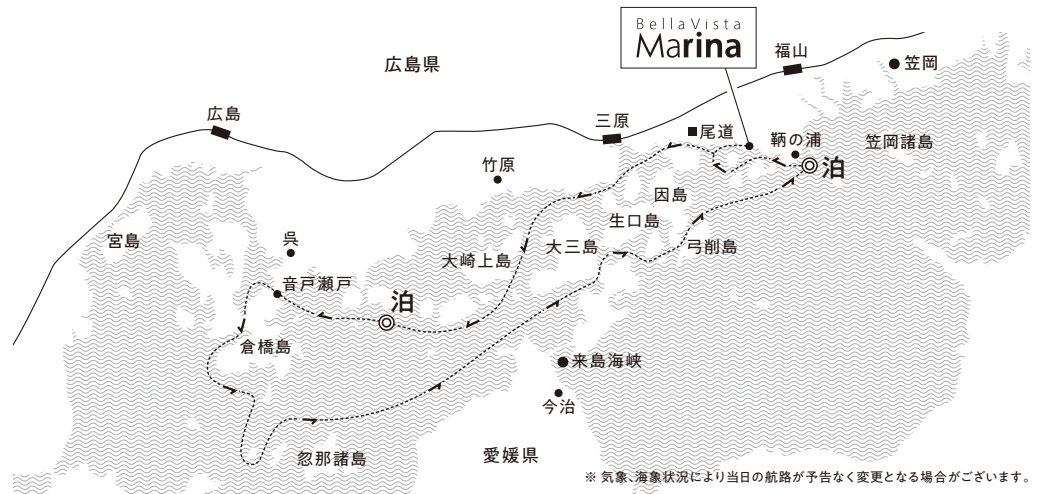 BellaVista
Marina
広島県
福山
笠岡
広島
三原
尾道
鞆の浦
笠岡諸島
竹原
泊
因島
生口島
宮島
呉
大崎上島
大三島
弓削島
音戸瀬戸
泊
倉橋島
来島海峡
今治
忽那諸島
愛媛県
※ 気象、海象状況により当日の航路が予告なく変更となる場合がございます。